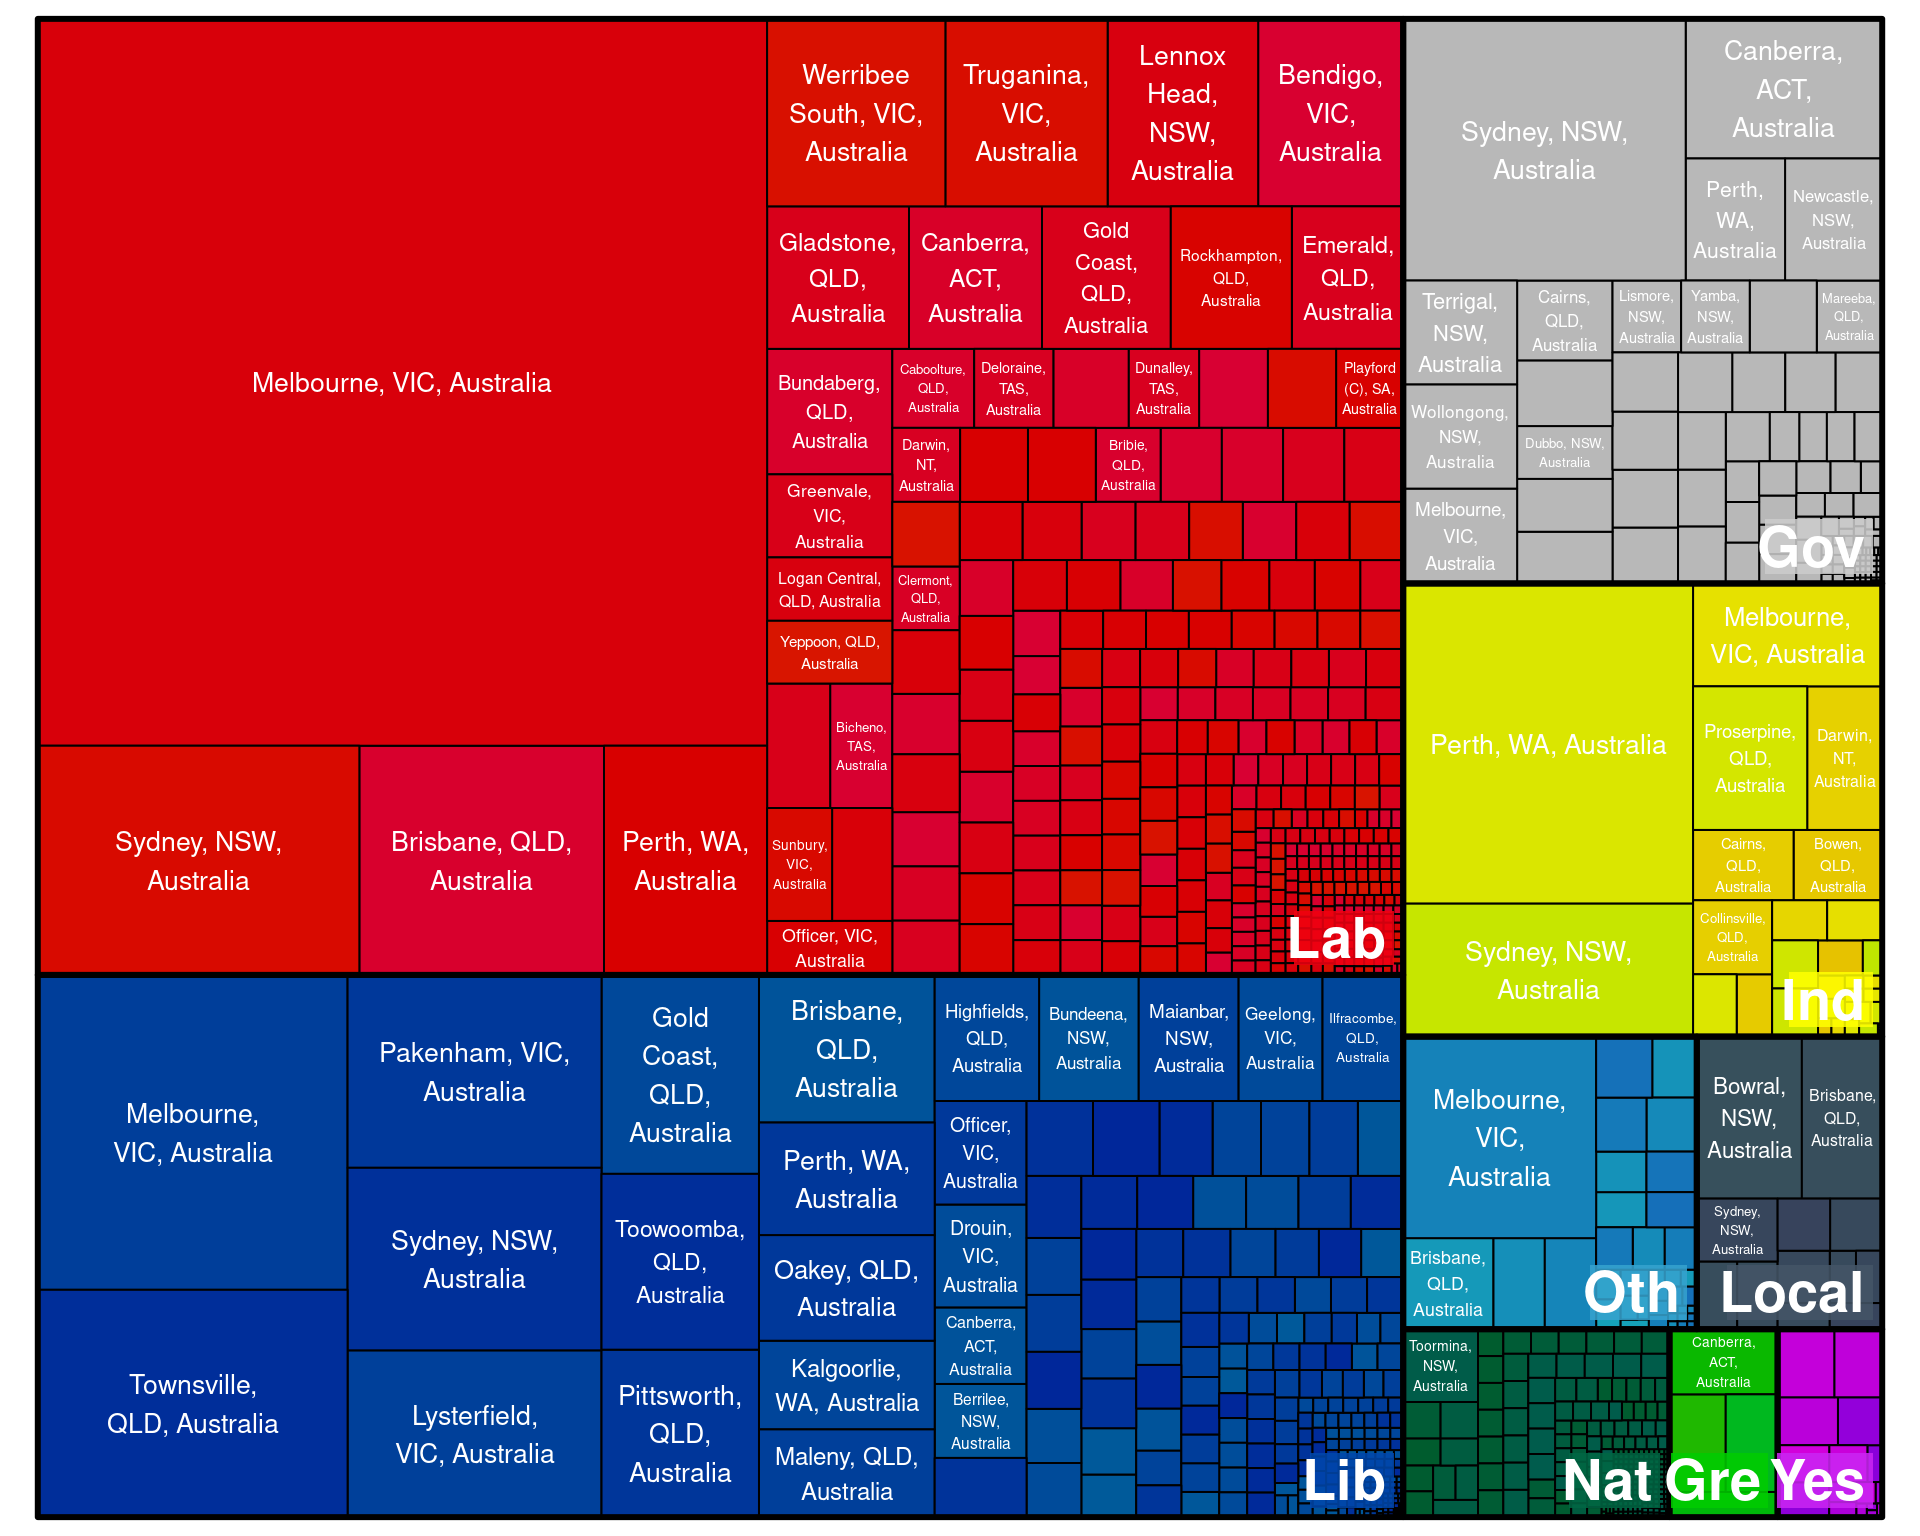 Melbourne, VIC, Australia
Sydney, NSW,
Australia
Brisbane, QLD,
Australia
Perth, WA,
Australia
Werribee
South, VIC,
Australia
Truganina,
VIC,
Australia
Lennox
Head,
NSW,
Australia
Bendigo,
VIC,
Australia
Gladstone,
QLD,
Australia
Canberra,
ACT,
Australia
Gold
Coast,
QLD,
Australia
Rockhampton,
QLD,
Australia
Emerald,
QLD,
Australia
Bundaberg,
QLD,
Australia
Caboolture,
QLD,
Australia
Deloraine,
TAS,
Australia
Dunalley,
TAS,
Australia
Playford
(C), SA,
Australia
Darwin,
NT,
Australia
Bribie,
QLD,
Australia
Greenvale,
VIC,
Australia
Logan Central,
QLD, Australia
Clermont,
QLD,
Australia
Yeppoon, QLD,
Australia
Bicheno,
TAS,
Australia
Sunbury,
VIC,
Australia
Officer, VIC,
Australia
Lab
Melbourne,
VIC, Australia
Townsville,
QLD, Australia
Pakenham, VIC,
Australia
Sydney, NSW,
Australia
Lysterfield,
VIC, Australia
Gold
Coast,
QLD,
Australia
Toowoomba,
QLD,
Australia
Pittsworth,
QLD,
Australia
Brisbane,
QLD,
Australia
Perth, WA,
Australia
Oakey, QLD,
Australia
Kalgoorlie,
WA, Australia
Maleny, QLD,
Australia
Highfields,
QLD,
Australia
Bundeena,
NSW,
Australia
Maianbar,
NSW,
Australia
Geelong,
VIC,
Australia
Ilfracombe,
QLD,
Australia
Officer,
VIC,
Australia
Drouin,
VIC,
Australia
Canberra,
ACT,
Australia
Berrilee,
NSW,
Australia
Lib
Sydney, NSW,
Australia
Canberra,
ACT,
Australia
Perth,
WA,
Australia
Newcastle,
NSW,
Australia
Terrigal,
NSW,
Australia
Cairns,
QLD,
Australia
Lismore,
NSW,
Australia
Yamba,
NSW,
Australia
Mareeba,
QLD,
Australia
Wollongong,
NSW,
Australia
Dubbo, NSW,
Australia
Melbourne,
VIC,
Australia
Gov
Perth, WA, Australia
Sydney, NSW,
Australia
Melbourne,
VIC, Australia
Proserpine,
QLD,
Australia
Darwin,
NT,
Australia
Cairns,
QLD,
Australia
Bowen,
QLD,
Australia
Collinsville,
QLD,
Australia
Ind
Melbourne,
VIC,
Australia
Brisbane,
QLD,
Australia
Oth
Bowral,
NSW,
Australia
Brisbane,
QLD,
Australia
Sydney,
NSW,
Australia
Local
Toormina,
NSW,
Australia
Nat
Canberra,
ACT,
Australia
Gre
Yes